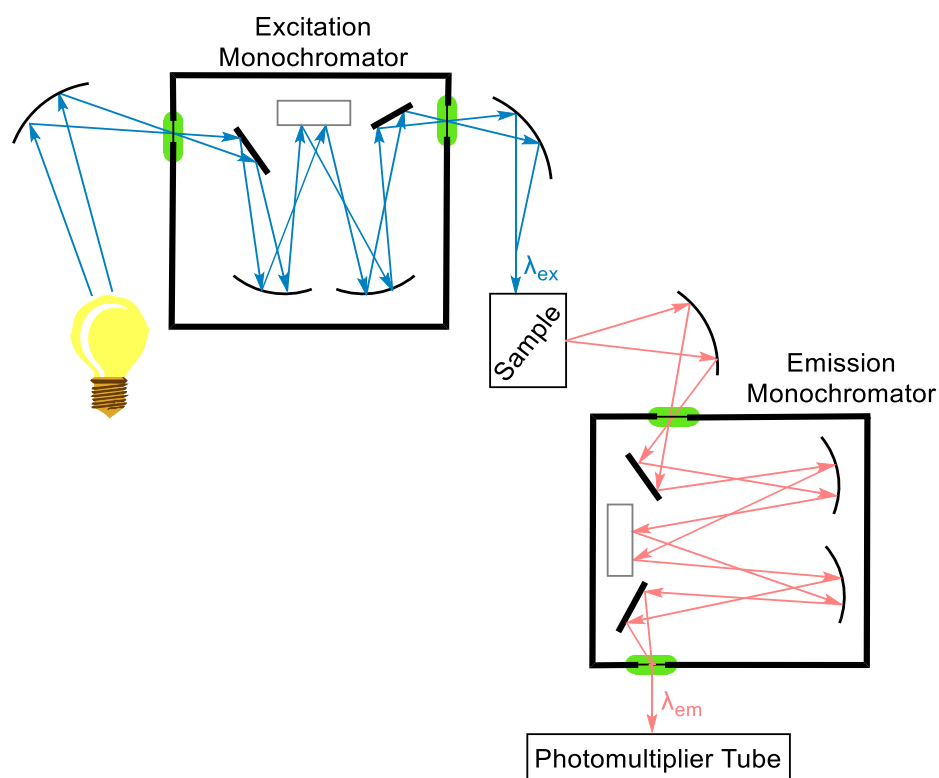 Excitation
Monochromator
λex
Sample
Emission
Monochromator
λem
Photomultiplier Tube